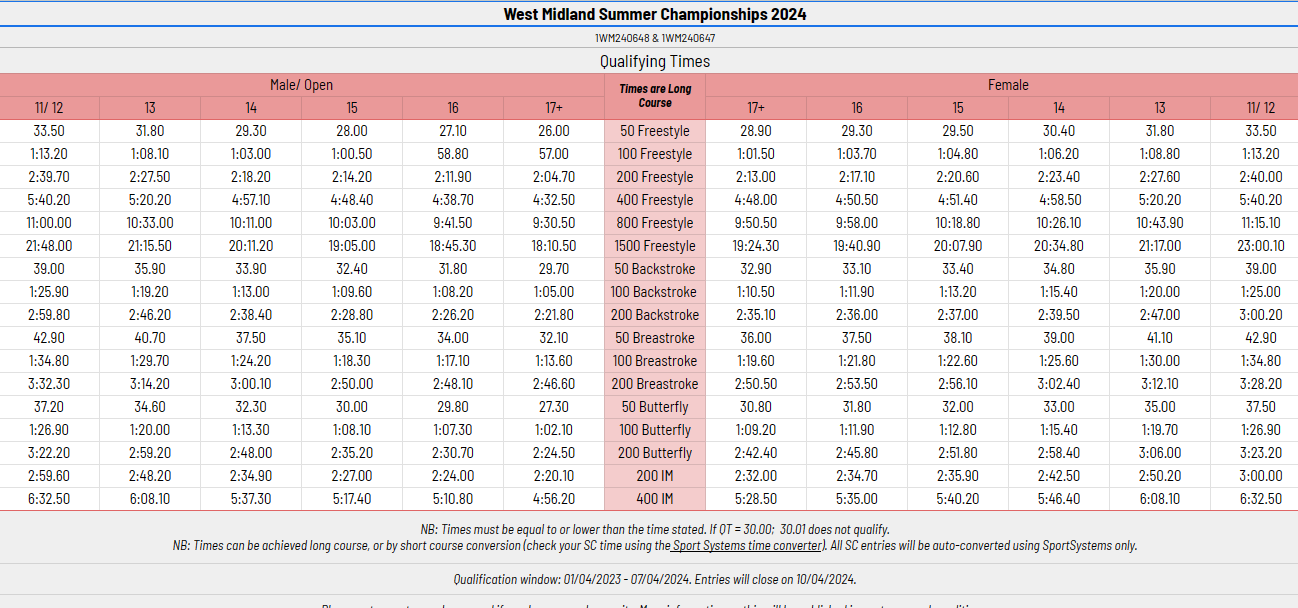 West Midland Summer Championships 2024
1WM240648 & 1WM240647
Qualifying Times
Male/ Open Times are Long Course Female
11/ 12 13 14 15 16 17+ 17+ 16 15 14 13 11/ 12
33.50 31.80 29.30 28.00 27.10 26.00 50 Freestyle 28.90 29.30 29.50 30.40 31.80 33.50
1:13.20 1:08.10 1:03.00 1:00.50 58.80 57.00 100 Freestyle 1:01.50 1:03.70 1:04.80 1:06.20 1:08.80 1:13.20
2:39.70 2:27.50 2:18.20 2:14.20 2:11.90 2:04.70 200 Freestyle 2:13.00 2:17.10 2:20.60 2:23.40 2:27.60 2:40.00
5:40.20 5:20.20 4:57.10 4:48.40 4:38.70 4:32.50 400 Freestyle 4:48.00 4:50.50 4:51.40 4:58.50 5:20.20 5:40.20
11:00.00 10:33.00 10:11.00 10:03.00 9:41.50 9:30.50 800 Freestyle 9:50.50 9:58.00 10:18.80 10:26.10 10:43.90 11:15.10
21:48.00 21:15.50 20:11.20 19:05.00 18:45.30 18:10.50 1500 Freestyle 19:24.30 19:40.90 20:07.90 20:34.80 21:17.00 23:00.10
39.00 35.90 33.90 32.40 31.80 29.70 50 Backstroke 32.90 33.10 33.40 34.80 35.90 39.00
1:25.90 1:19.20 1:13.00 1:09.60 1:08.20 1:05.00 100 Backstroke 1:10.50 1:11.90 1:13.20 1:15.40 1:20.00 1:25.00
2:59.80 2:46.20 2:38.40 2:28.80 2:26.20 2:21.80 200 Backstroke 2:35.10 2:36.00 2:37.00 2:39.50 2:47.00 3:00.20
42.90 40.70 37.50 35.10 34.00 32.10 50 Breastroke 36.00 37.50 38.10 39.00 41.10 42.90
1:34.80 1:29.70 1:24.20 1:18.30 1:17.10 1:13.60 100 Breastroke 1:19.60 1:21.80 1:22.60 1:25.60 1:30.00 1:34.80
3:32.30 3:14.20 3:00.10 2:50.00 2:48.10 2:46.60 200 Breastroke 2:50.50 2:53.50 2:56.10 3:02.40 3:12.10 3:28.20
37.20 34.60 32.30 30.00 29.80 27.30 50 Butterfly 30.80 31.80 32.00 33.00 35.00 37.50
1:26.90 1:20.00 1:13.30 1:08.10 1:07.30 1:02.10 100 Butterfly 1:09.20 1:11.90 1:12.80 1:15.40 1:19.70 1:26.90
3:22.20 2:59.20 2:48.00 2:35.20 2:30.70 2:24.50 200 Butterfly 2:42.40 2:45.80 2:51.80 2:58.40 3:06.00 3:23.20
2:59.60 2:48.20 2:34.90 2:27.00 2:24.00 2:20.10 200 IM 2:32.00 2:34.70 2:35.90 2:42.50 2:50.20 3:00.00
6:32.50 6:08.10 5:37.30 5:17.40 5:10.80 4:56.20 400 IM 5:28.50 5:35.00 5:40.20 5:46.40 6:08.10 6:32.50
NB: Times must be equal to or lower than the time stated. If QT = 30.00; 30.01 does not qualify.
NB: Times can be achieved long course, or by short course conversion (check your SC time using the Sport Systems time converter). All SC entries will be auto-converted using SportSystems only.
Qualification window: 01/04/2023 - 07/04/2024. Entries will close on 10/04/2024.